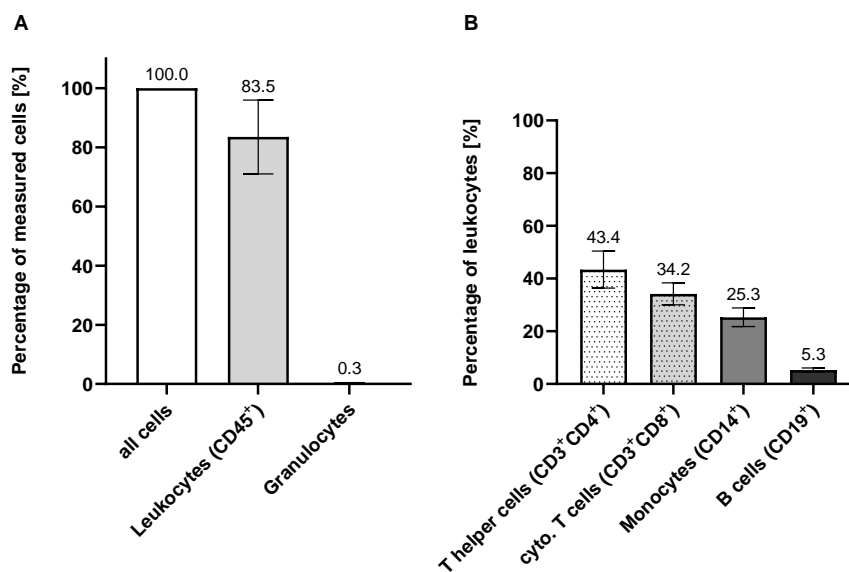 A
Percentage of measured cells [%]
100
80
60
40
20
0
100.0
83.5
0.3
all cells
Leukocytes (CD45⁺)
Granulocytes
B
Percentage of leukocytes [%]
100
80
60
40
20
0
43.4
34.2
25.3
5.3
T helper cells (CD3⁺CD4⁺)
cyto. T cells (CD3⁺CD8⁺)
Monocytes (CD14⁺)
B cells (CD19⁺)